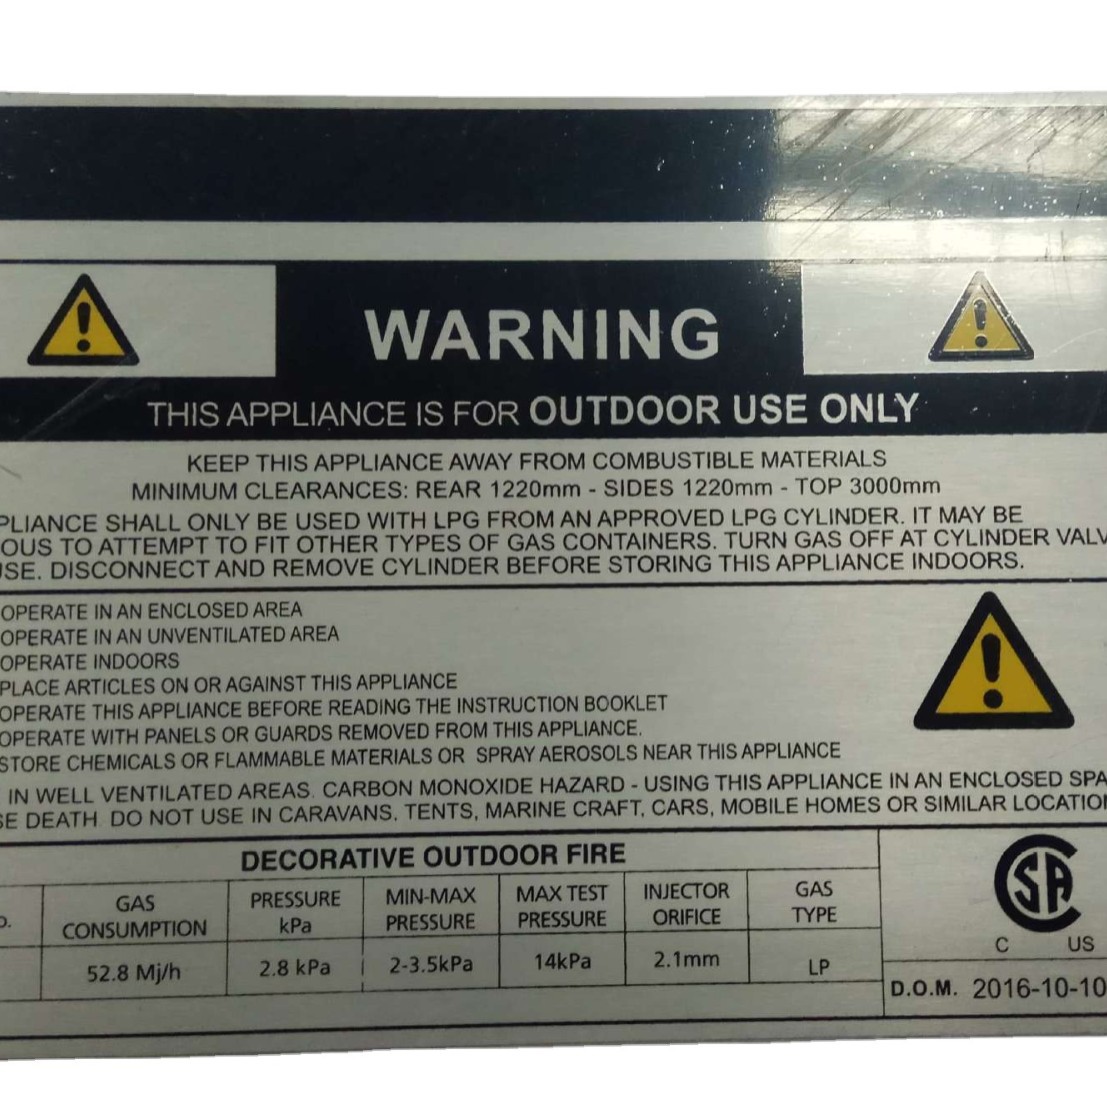 WARNING
THIS APPLIANCE IS FOR OUTDOOR USE ONLY
KEEP THIS APPLIANCE AWAY FROM COMBUSTIBLE MATERIALS
MINIMUM CLEARANCES: REAR 1220mm - SIDES 1220mm - TOP 3000mm
PLIANCE SHALL ONLY BE USED WITH LPG FROM AN APPROVED LPG CYLINDER. IT MAY BE
OUS TO ATTEMPT TO FIT OTHER TYPES OF GAS CONTAINERS. TURN GAS OFF AT CYLINDER VALV
USE. DISCONNECT AND REMOVE CYLINDER BEFORE STORING THIS APPLIANCE INDOORS.
OPERATE IN AN ENCLOSED AREA
OPERATE IN AN UNVENTILATED AREA
OPERATE INDOORS
PLACE ARTICLES ON OR AGAINST THIS APPLIANCE
OPERATE THIS APPLIANCE BEFORE READING THE INSTRUCTION BOOKLET
OPERATE WITH PANELS OR GUARDS REMOVED FROM THIS APPLIANCE.
STORE CHEMICALS OR FLAMMABLE MATERIALS OR SPRAY AEROSOLS NEAR THIS APPLIANCE
IN WELL VENTILATED AREAS. CARBON MONOXIDE HAZARD - USING THIS APPLIANCE IN AN ENCLOSED SPA
SE DEATH. DO NOT USE IN CARAVANS, TENTS, MARINE CRAFT, CARS, MOBILE HOMES OR SIMILAR LOCATION
DECORATIVE OUTDOOR FIRE
GAS CONSUMPTION
PRESSURE kPa
MIN-MAX PRESSURE
MAX TEST PRESSURE
INJECTOR ORIFICE
GAS TYPE
52.8 Mj/h
2.8 kPa
2-3.5kPa
14kPa
2.1mm
LP
CSA
C US
D.O.M. 2016-10-10